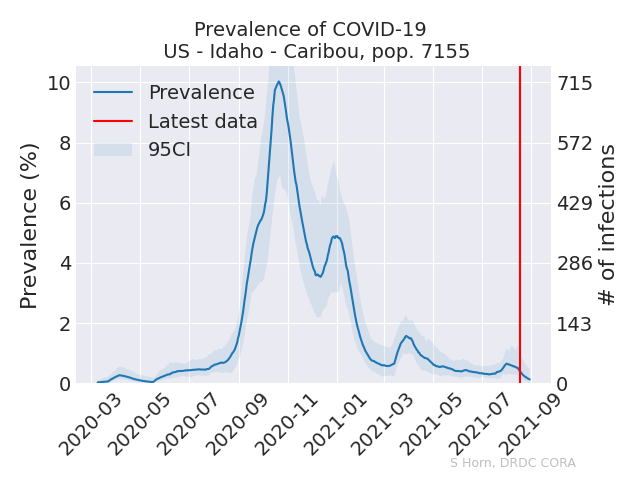 Prevalence of COVID-19
US - Idaho - Caribou, pop. 7155
Prevalence
Latest data
95CI
Prevalence (%)
10
8
6
4
2
0
# of infections
715
572
429
286
143
0
2020-03
2020-05
2020-07
2020-09
2020-11
2021-01
2021-03
2021-05
2021-07
2021-09
S Horn, DRDC CORA